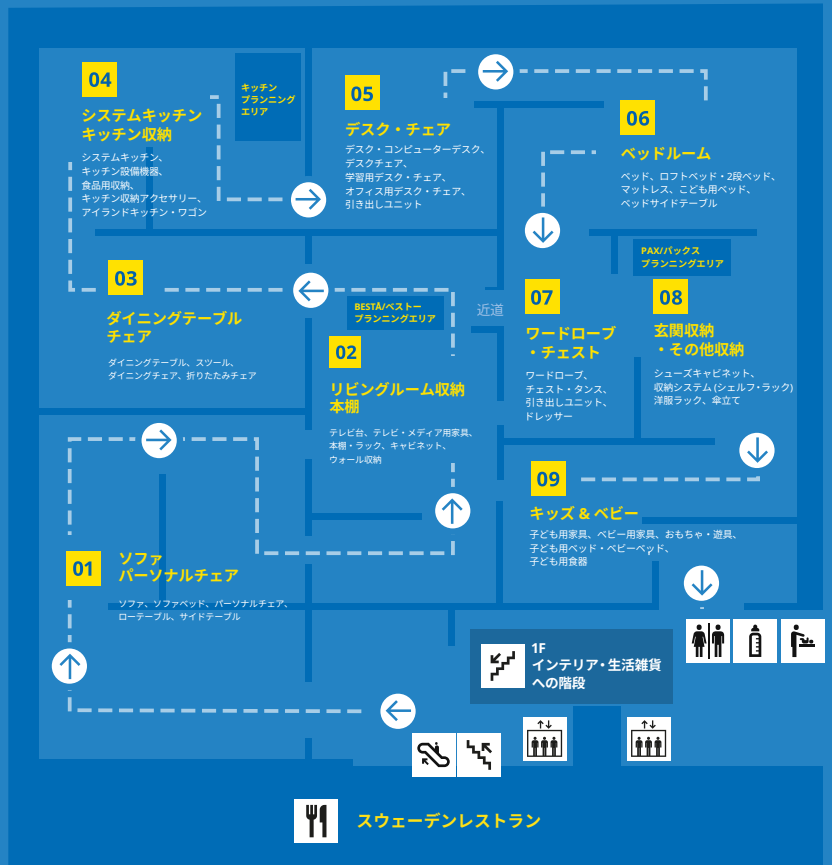 04
システムキッチン
キッチン収納
システムキッチン、
キッチン設備機器、
食品用収納、
キッチン収納アクセサリー、
アイランドキッチン・ワゴン
キッチン
プランニング
エリア
05
デスク・チェア
デスク・コンピューターデスク、
デスクチェア、
学習用デスク・チェア、
オフィス用デスク・チェア、
引き出しユニット
06
ベッドルーム
ベッド、ロフトベッド・2段ベッド、
マットレス、こども用ベッド、
ベッドサイドテーブル
03
ダイニングテーブル
チェア
ダイニングテーブル、スツール、
ダイニングチェア、折りたたみチェア
BESTÅ/ベストー
プランニングエリア
02
リビングルーム収納
本棚
テレビ台、テレビ・メディア用家具、
本棚・ラック、キャビネット、
ウォール収納
近道
07
ワードローブ
・チェスト
ワードローブ、
チェスト・タンス、
引き出しユニット、
ドレッサー
PAX/パックス
プランニングエリア
08
玄関収納
・その他収納
シューズキャビネット、
収納システム (シェルフ・ラック)
洋服ラック、傘立て
09
キッズ & ベビー
子ども用家具、ベビー用家具、おもちゃ・遊具、
子ども用ベッド・ベビーベッド、
子ども用食器
01
ソファ
パーソナルチェア
ソファ、ソファベッド、パーソナルチェア、
ローテーブル、サイドテーブル
1F
インテリア・生活雑貨
への階段
スウェーデンレストラン